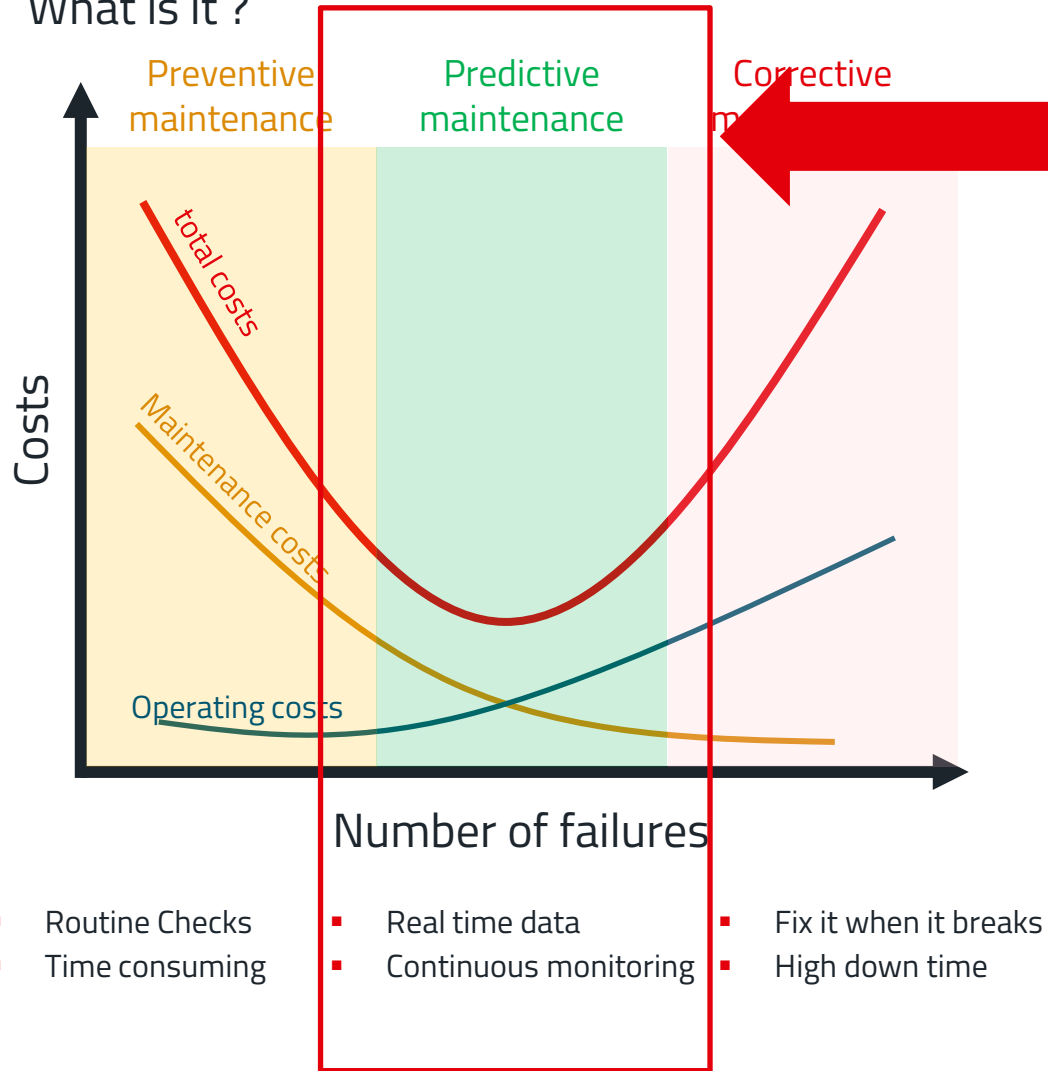 What is it ?
Preventive
maintenance
Predictive
maintenance
Corrective
total costs
Maintenance costs
Operating costs
Costs
Number of failures
Routine Checks
Time consuming
Real time data
Continuous monitoring
Fix it when it breaks
High down time